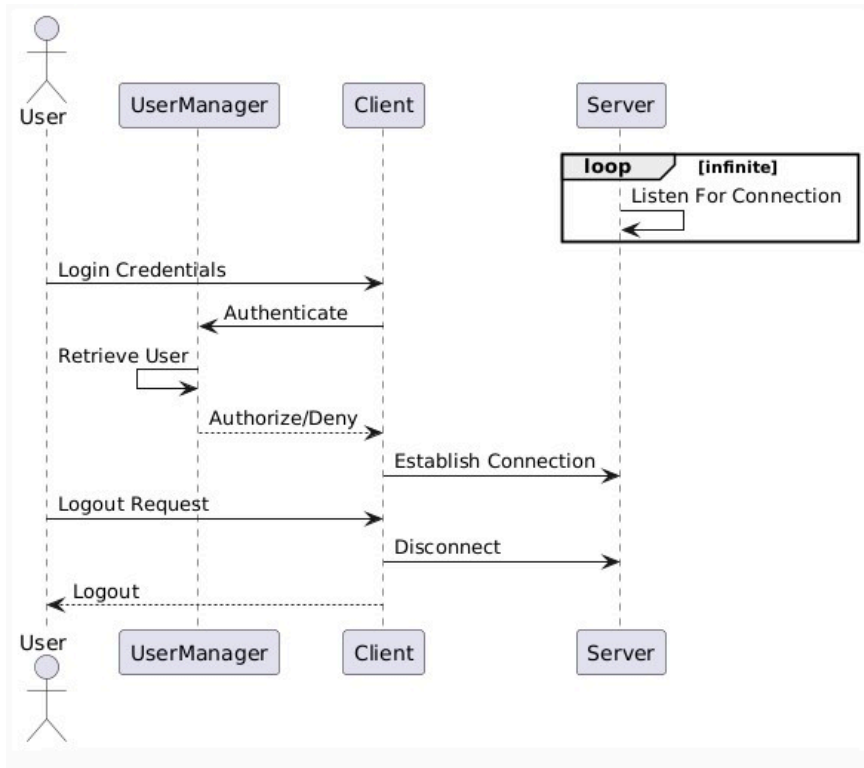 User
UserManager
Client
Server
loop
[infinite]
Listen For Connection
Login Credentials
Authenticate
Retrieve User
Authorize/Deny
Establish Connection
Logout Request
Disconnect
Logout
User
UserManager
Client
Server